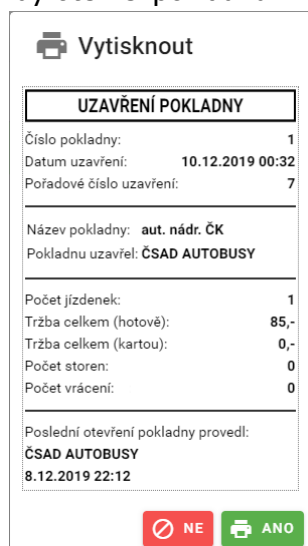 Vytisknout
UZAVŘENÍ POKLADNY
Číslo pokladny: 1
Datum uzavření: 10.12.2019 00:32
Pořadové číslo uzavření: 7
Název pokladny: aut. nádr. ČK
Pokladnu uzavřel: ČSAD AUTOBUSY
Počet jízdenek: 1
Tržba celkem (hotově): 85,-
Tržba celkem (kartou): 0,-
Počet storen: 0
Počet vrácení: 0
Poslední otevření pokladny provedl:
ČSAD AUTOBUSY
8.12.2019 22:12
NE ANO